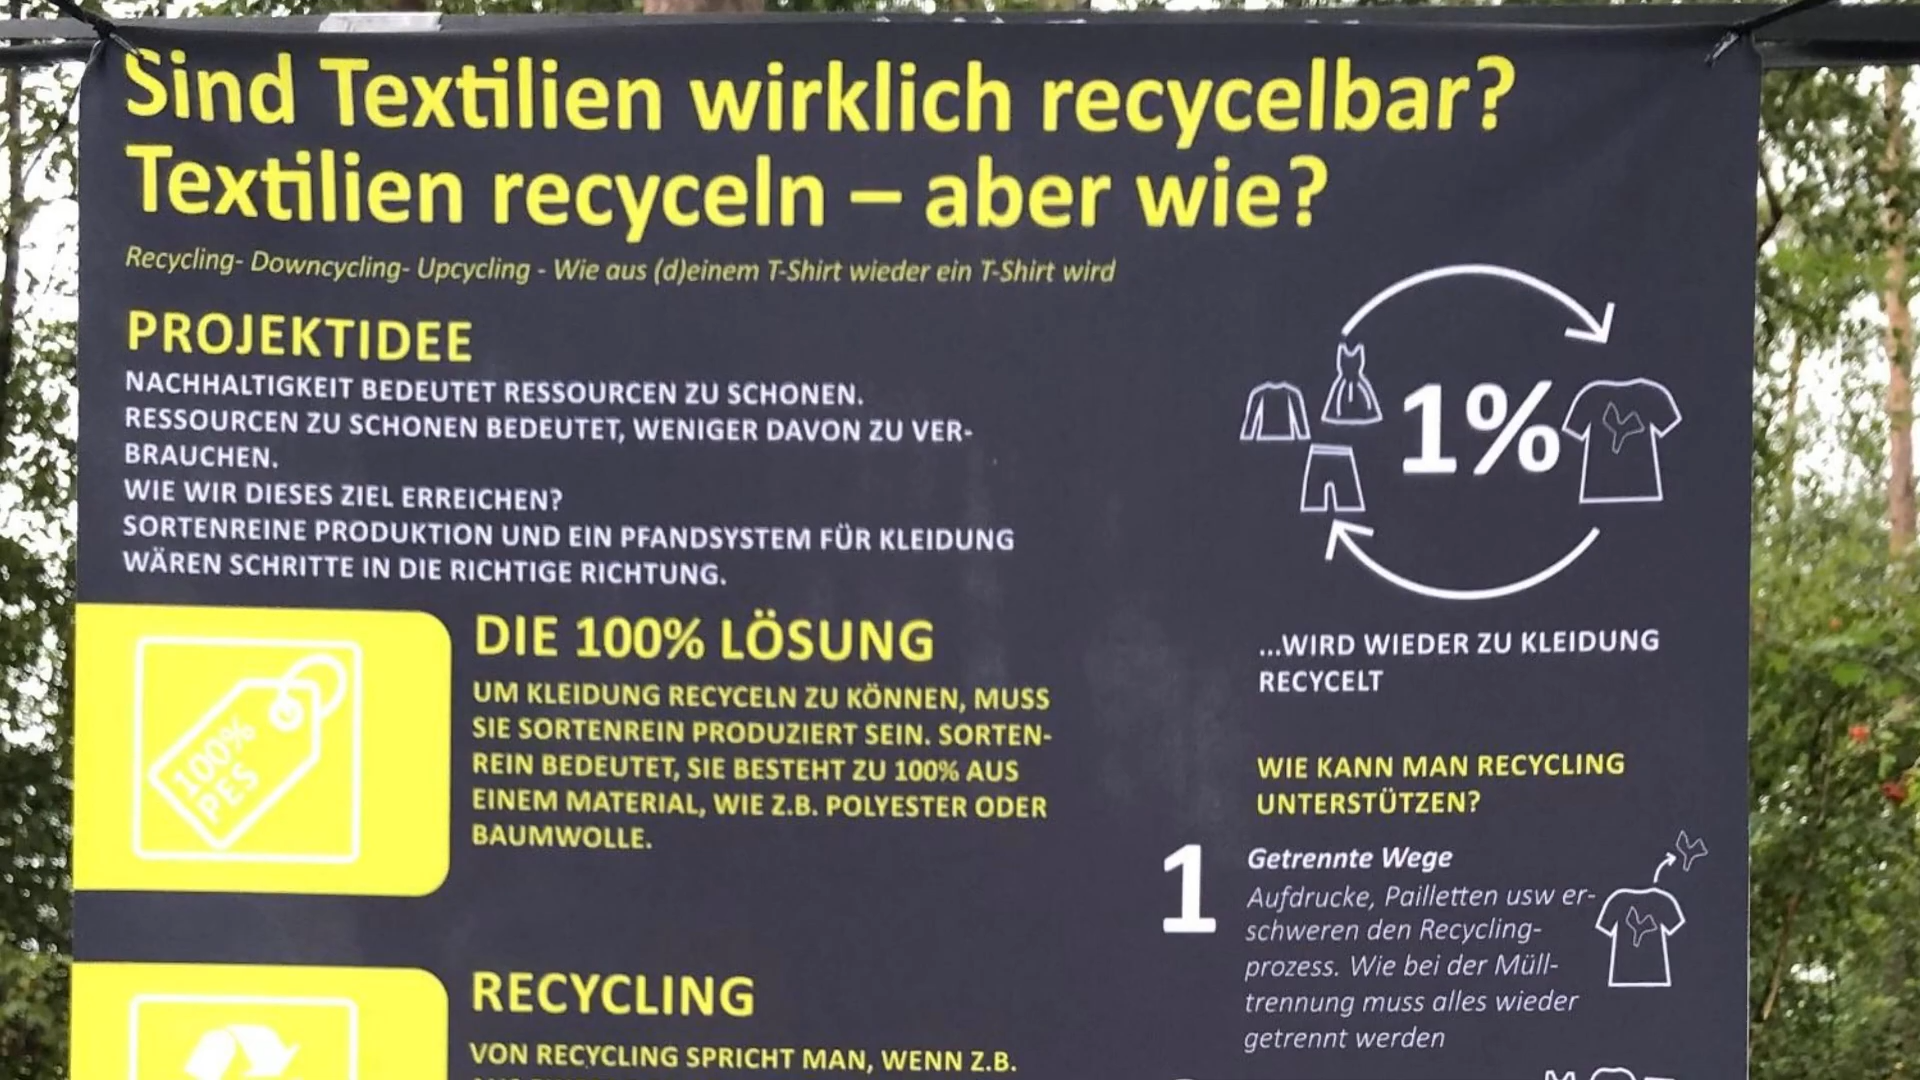 Sind Textilien wirklich recycelbar?
Textilien recyceln – aber wie?
Recycling- Downcycling- Upcycling - Wie aus (d)einem T-Shirt wieder ein T-Shirt wird
PROJEKTIDEE
NACHHALTIGKEIT BEDEUTET RESSOURCEN ZU SCHONEN.
RESSOURCEN ZU SCHONEN BEDEUTET, WENIGER DAVON ZU VER-
BRAUCHEN.
WIE WIR DIESES ZIEL ERREICHEN?
SORTENREINE PRODUKTION UND EIN PFANDSYSTEM FÜR KLEIDUNG
WÄREN SCHRITTE IN DIE RICHTIGE RICHTUNG.
100%
PES
DIE 100% LÖSUNG
UM KLEIDUNG RECYCELN ZU KÖNNEN, MUSS
SIE SORTENREIN PRODUZIERT SEIN. SORTEN-
REIN BEDEUTET, SIE BESTEHT ZU 100% AUS
EINEM MATERIAL, WIE Z.B. POLYESTER ODER
BAUMWOLLE.
RECYCLING
VON RECYCLING SPRICHT MAN, WENN Z.B.
1%
...WIRD WIEDER ZU KLEIDUNG
RECYCELT
WIE KANN MAN RECYCLING
UNTERSTÜTZEN?
1
Getrennte Wege
Aufdrucke, Pailletten usw er-
schweren den Recycling-
prozess. Wie bei der Müll-
trennung muss alles wieder
getrennt werden